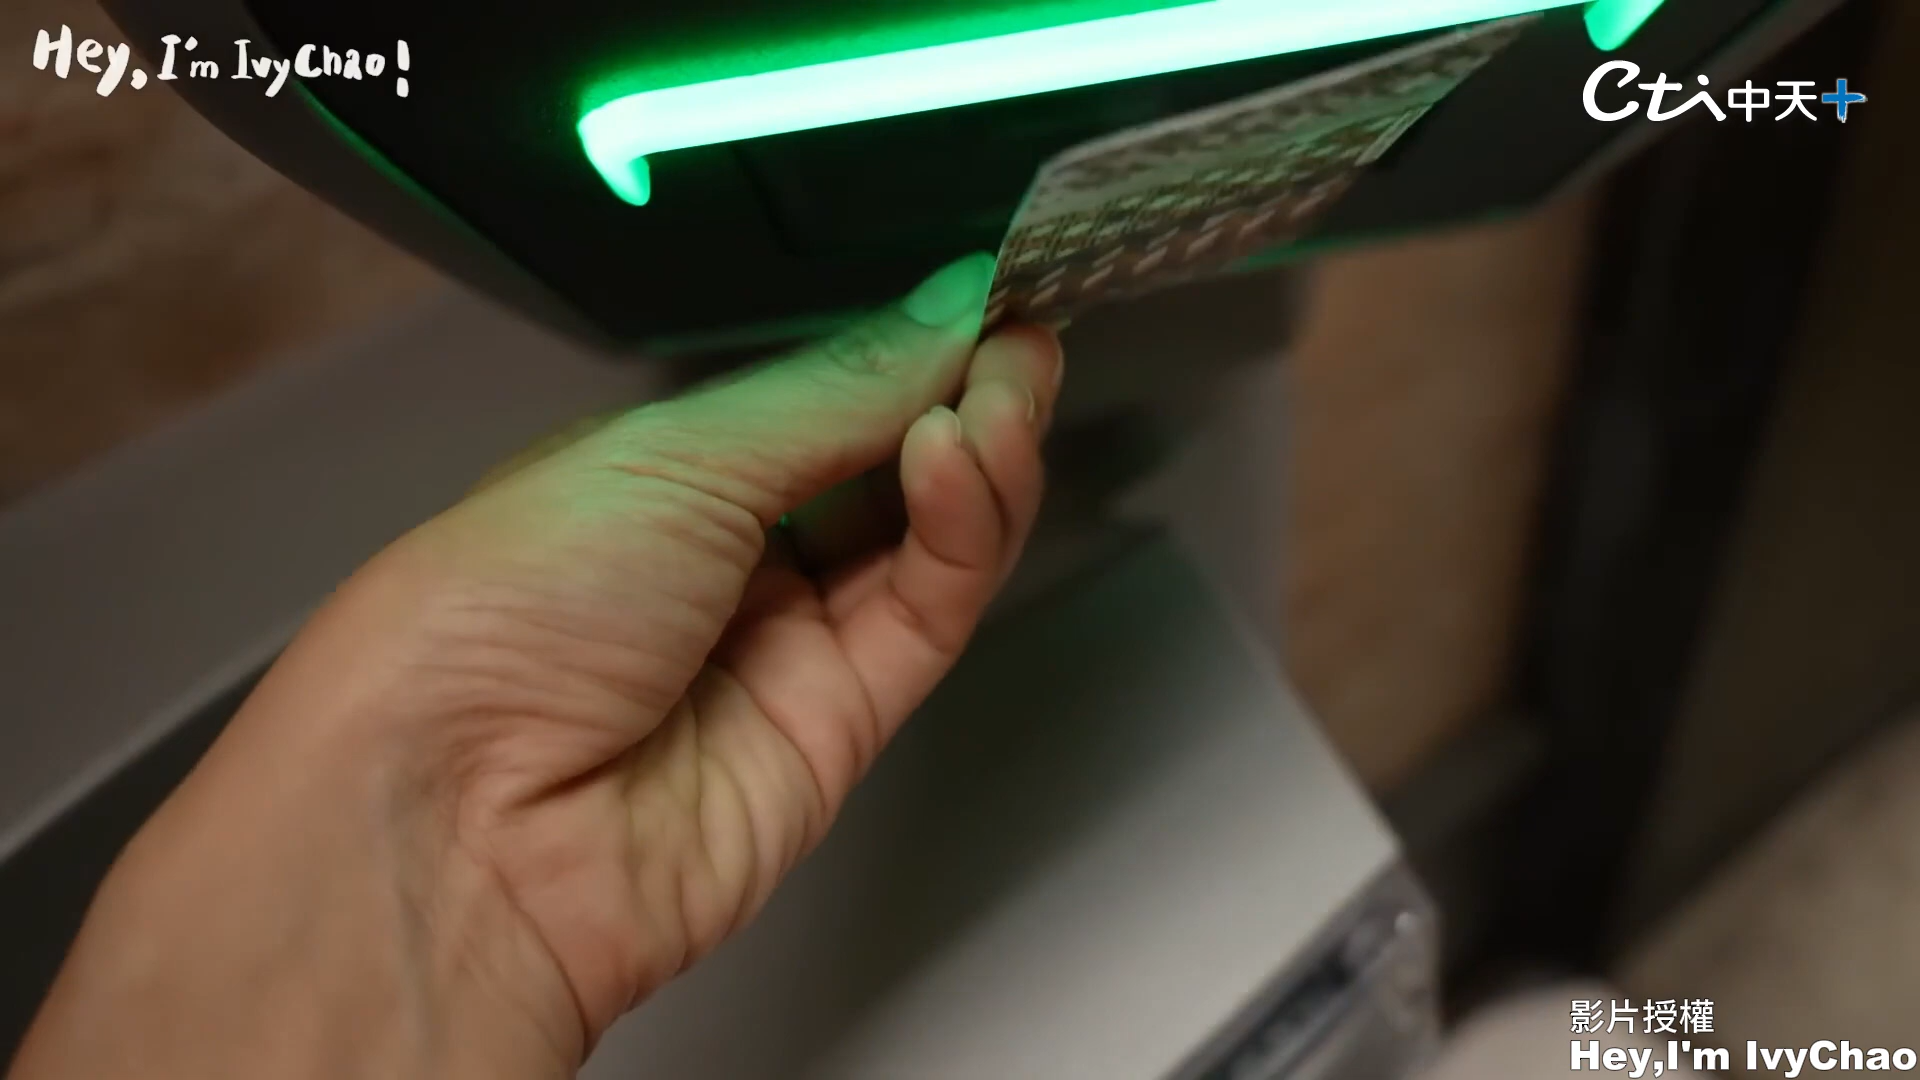 Hey, I'm IvyChao!
Cti中天+
影片授權
Hey,I'm IvyChao